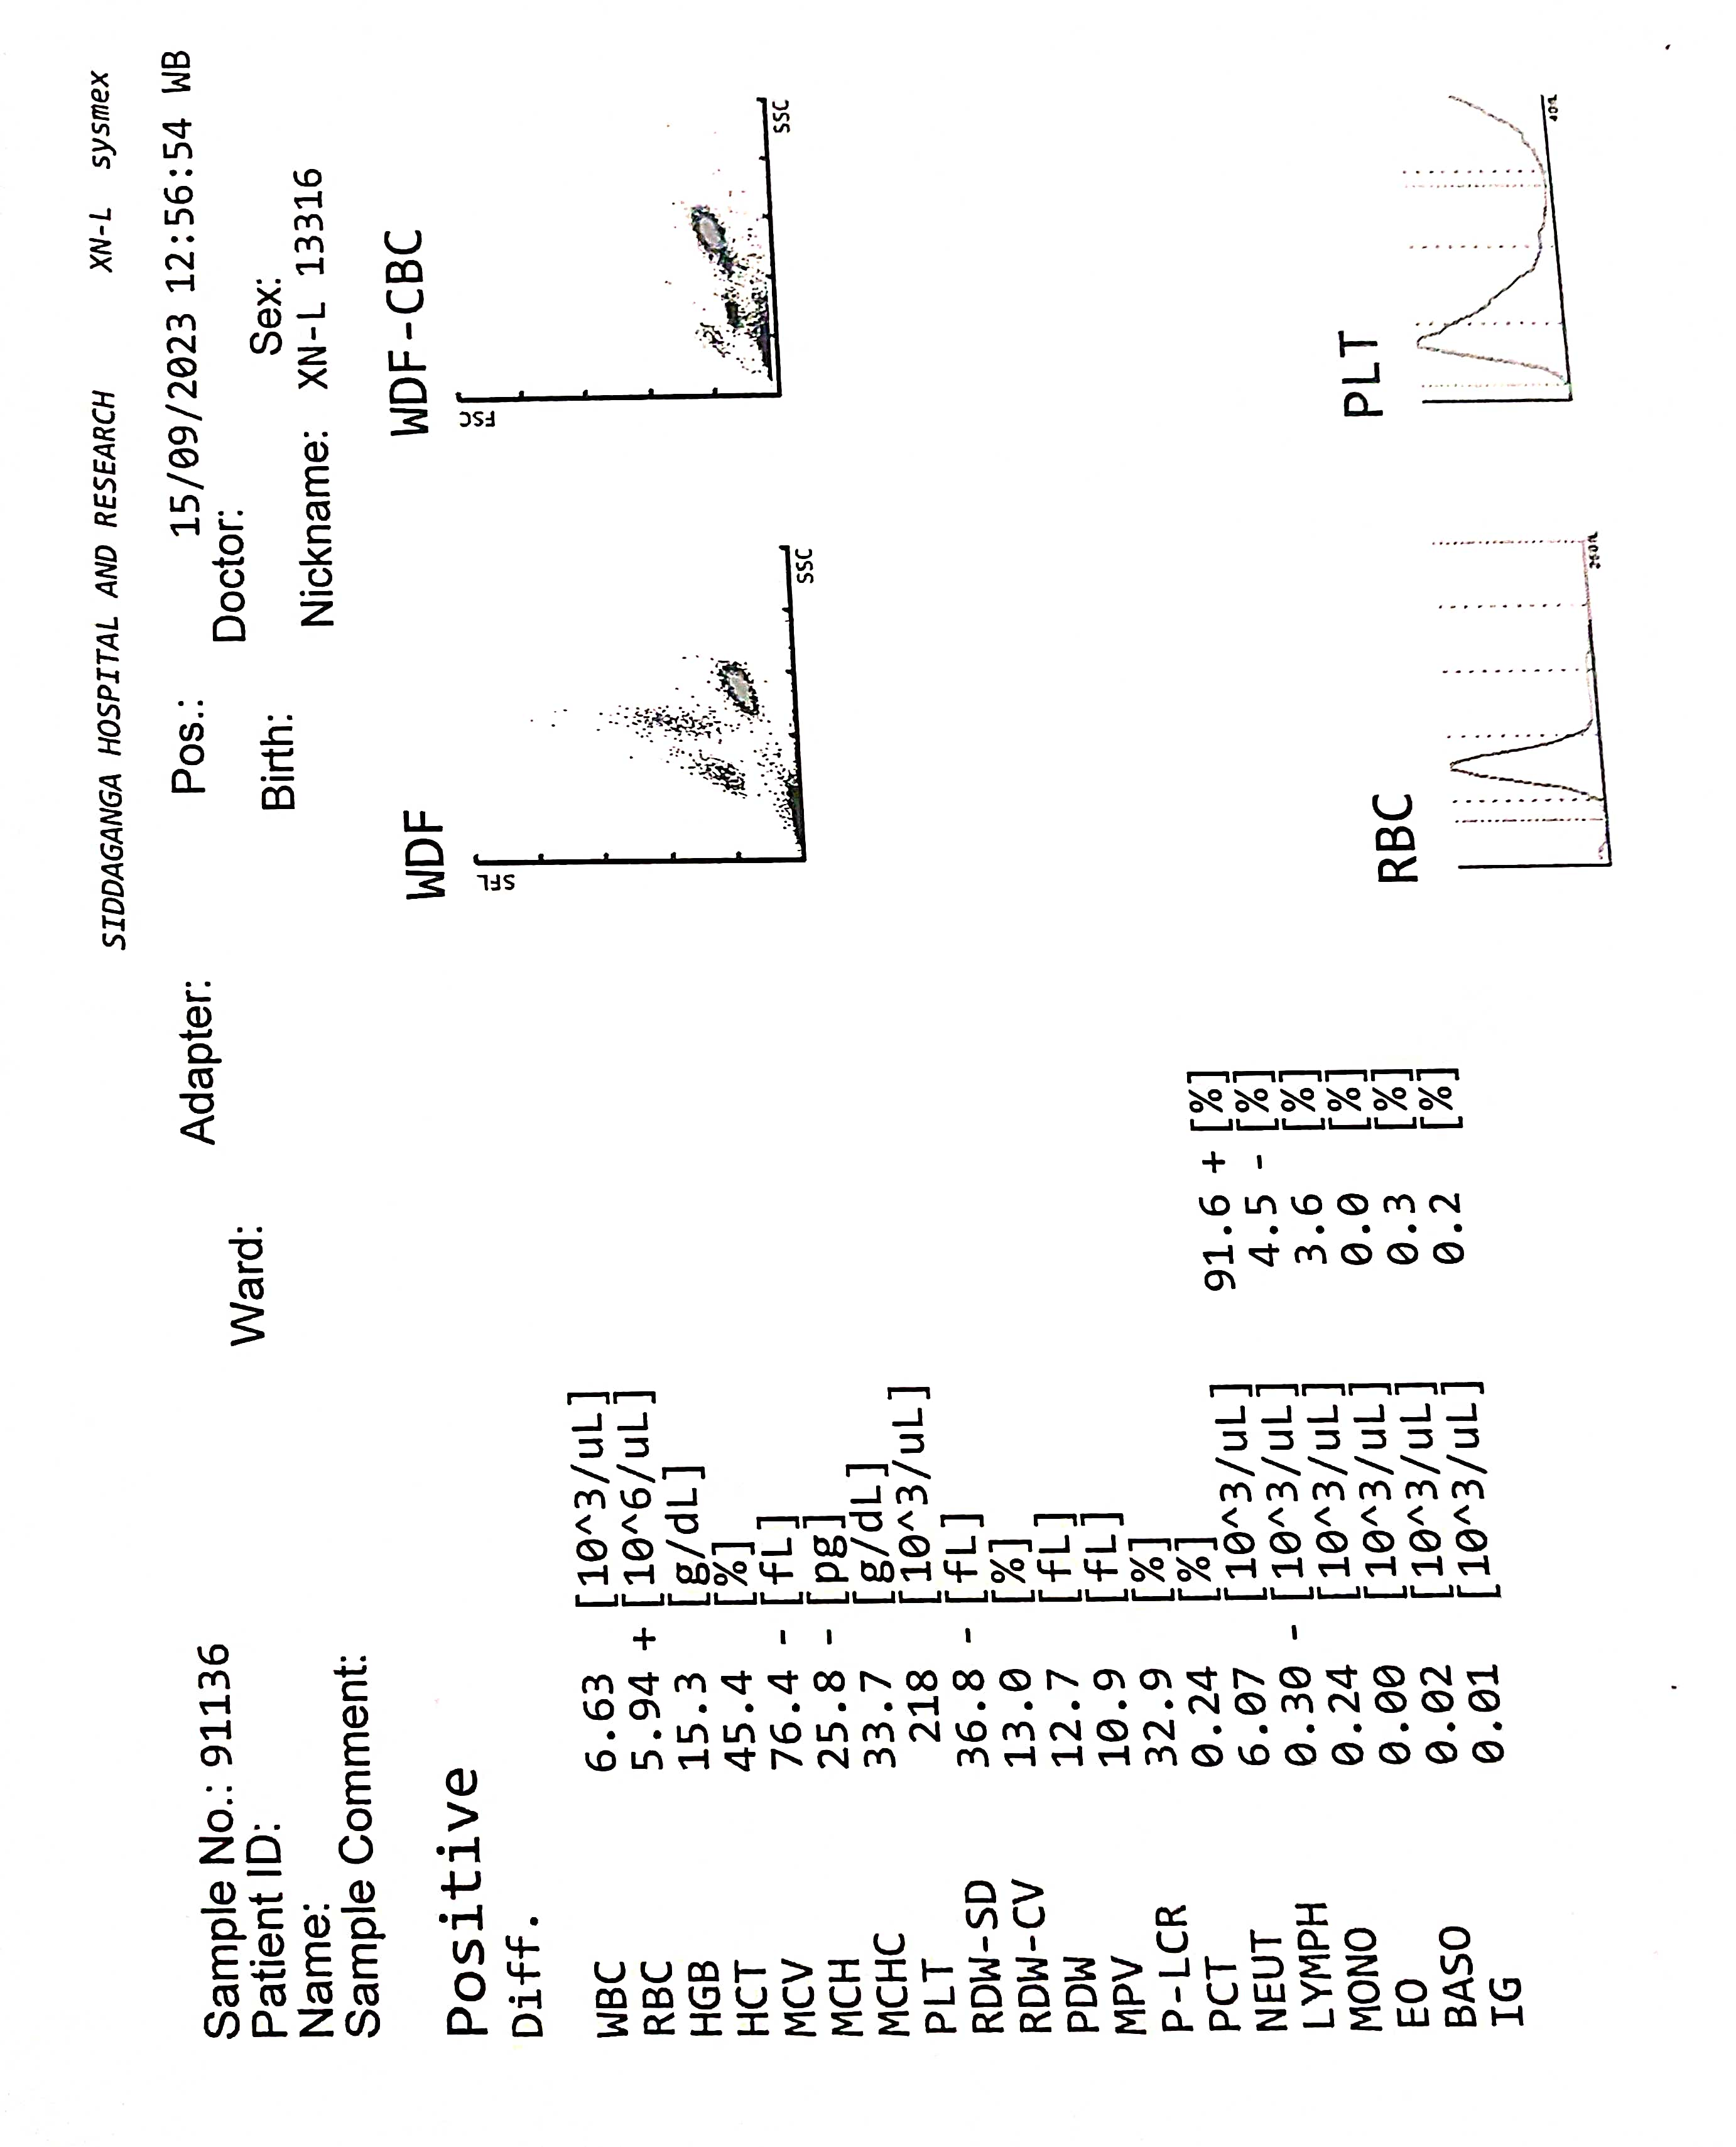 SIDDAGANGA HOSPITAL AND RESEARCH XN-L sysmex
Sample No.: 91136 Adapter: Pos.: 15/09/2023 12:56:54 WB
Patient ID: Ward: Doctor:
Name: Birth: Sex:
Sample Comment: Nickname: XN-L 13316
Positive
Diff.
WDF
WDF-CBC
SFL
SSC
FSC
SSC
WBC 6.63 [10^3/uL]
RBC 5.94 + [10^6/uL]
HGB 15.3 [g/dL]
HCT 45.4 [%]
MCV 76.4 - [fL]
MCH 25.8 - [pg]
MCHC 33.7 [g/dL]
PLT 218 [10^3/uL]
RDW-SD 36.8 - [fL]
RDW-CV 13.0 [%]
PDW 12.7 [fL]
MPV 10.9 [fL]
P-LCR 32.9 [%]
PCT 0.24 [%]
NEUT 6.07 [10^3/uL] 91.6 + [%]
LYMPH 0.30 - [10^3/uL] 4.5 - [%]
MONO 0.24 [10^3/uL] 3.6 [%]
EO 0.00 [10^3/uL] 0.0 [%]
BASO 0.02 [10^3/uL] 0.3 [%]
IG 0.01 [10^3/uL] 0.2 [%]
RBC
PLT
250fL
40fL